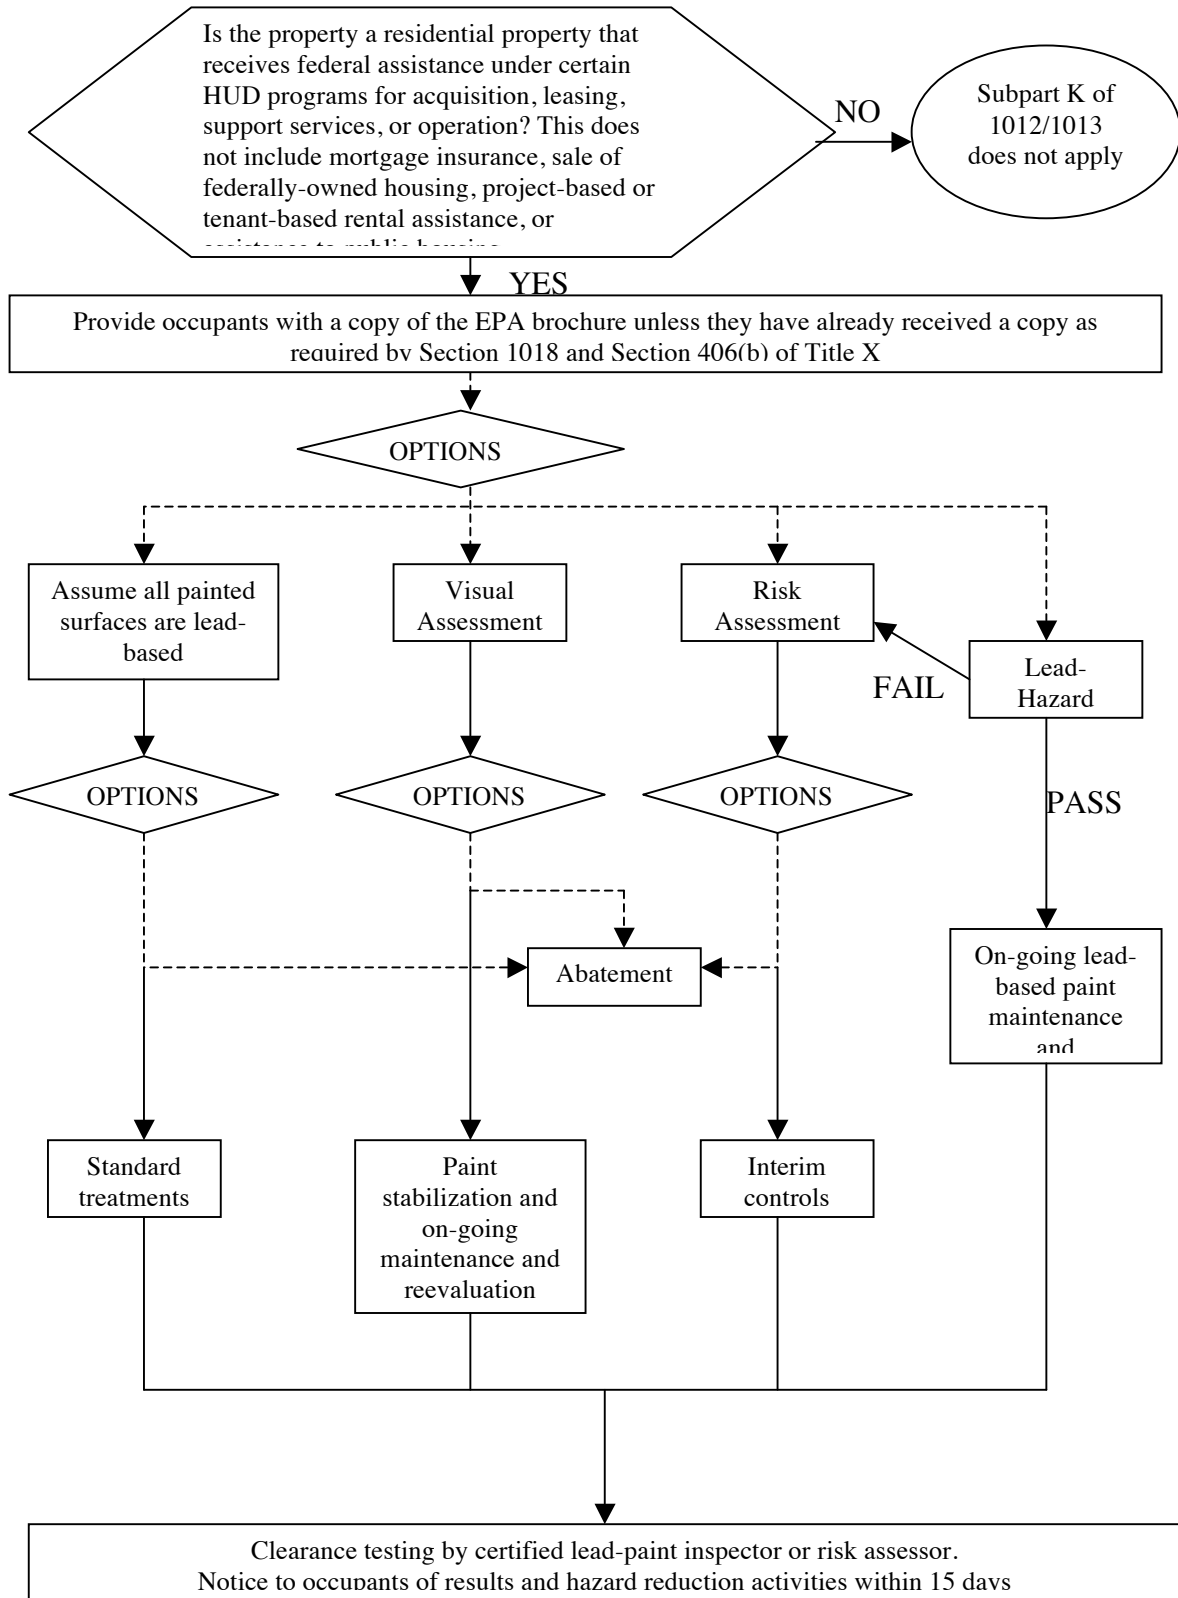 Is the property a residential property that
receives federal assistance under certain
HUD programs for acquisition, leasing,
support services, or operation? This does
not include mortgage insurance, sale of
federally-owned housing, project-based or
tenant-based rental assistance, or
assistance to public housing
NO
Subpart K of
1012/1013
does not apply
YES
Provide occupants with a copy of the EPA brochure unless they have already received a copy as
required by Section 1018 and Section 406(b) of Title X
OPTIONS
Assume all painted
surfaces are lead-
based
Visual
Assessment
Risk
Assessment
Lead-
Hazard
FAIL
OPTIONS
OPTIONS
OPTIONS
PASS
Abatement
On-going lead-
based paint
maintenance
and
Standard
treatments
Paint
stabilization and
on-going
maintenance and
reevaluation
Interim
controls
Clearance testing by certified lead-paint inspector or risk assessor.
Notice to occupants of results and hazard reduction activities within 15 days